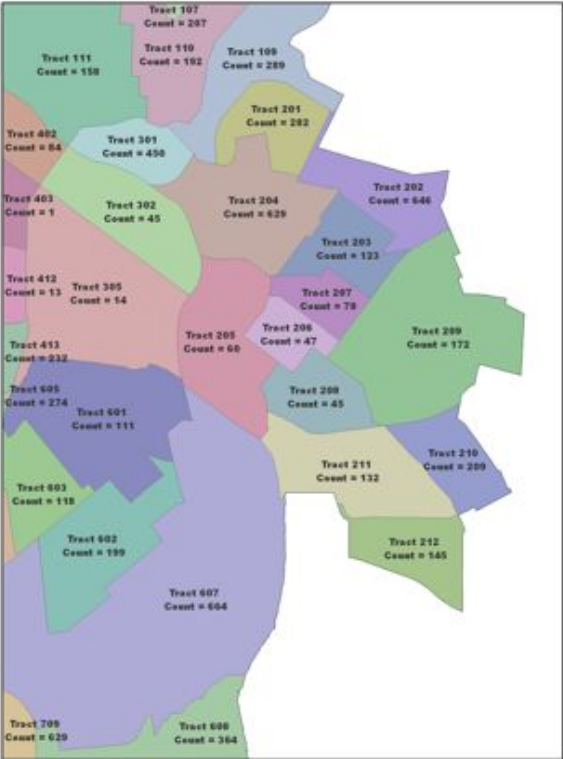 Tract 107
Count = 207
Tract 110
Count = 192
Tract 109
Count = 289
Tract 111
Count = 158
Tract 201
Count = 282
Tract 402
Count = 84
Tract 301
Count = 450
Tract 202
Count = 646
Tract 403
Count = 1
Tract 302
Count = 45
Tract 204
Count = 629
Tract 203
Count = 123
Tract 412
Count = 13
Tract 305
Count = 14
Tract 207
Count = 78
Tract 205
Count = 60
Tract 206
Count = 47
Tract 209
Count = 172
Tract 413
Count = 232
Tract 605
Count = 274
Tract 601
Count = 111
Tract 208
Count = 45
Tract 210
Count = 209
Tract 211
Count = 132
Tract 603
Count = 118
Tract 602
Count = 199
Tract 212
Count = 145
Tract 607
Count = 664
Tract 709
Count = 629
Tract 608
Count = 364